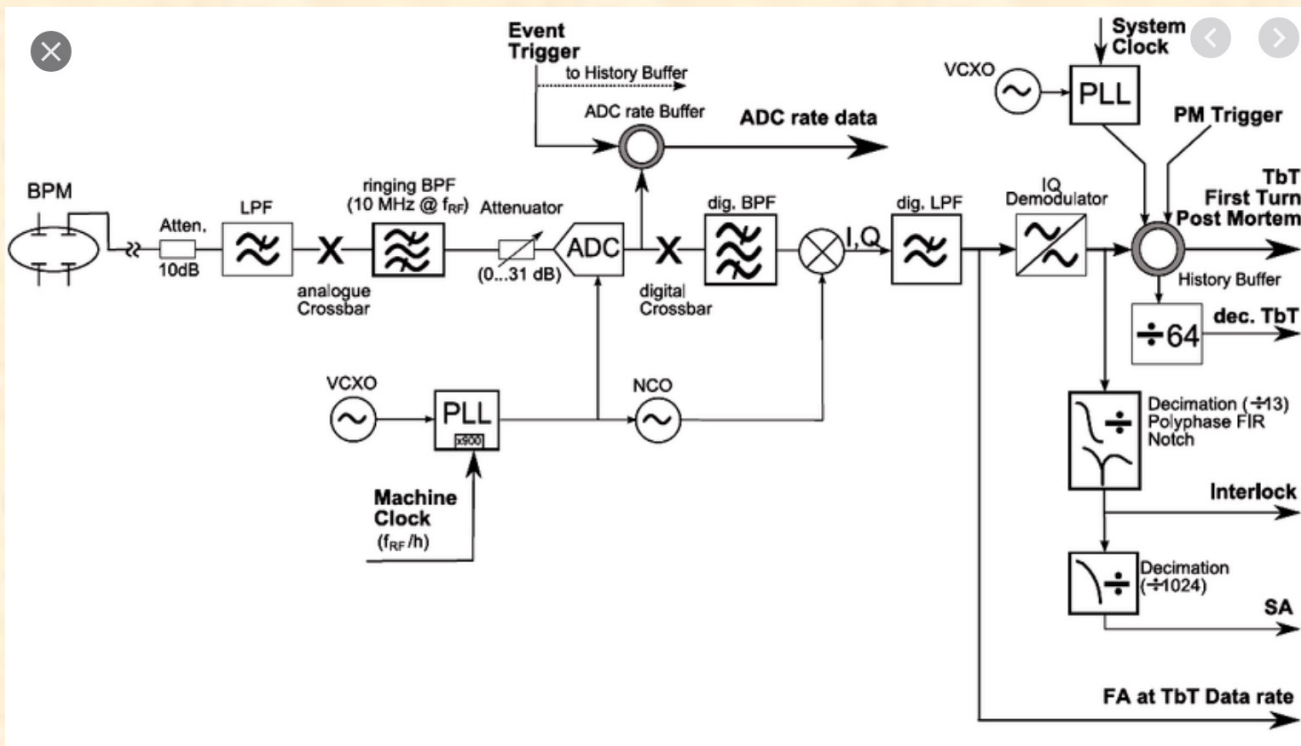 Event
Trigger
to History Buffer
ADC rate Buffer
ADC rate data
System
Clock
VCXO
PLL
PM Trigger
BPM
Atten.
10dB
LPF
analogue
Crossbar
ringing BPF
(10 MHz @ fRF)
Attenuator
(0...31 dB)
ADC
digital
Crossbar
dig. BPF
I,Q
dig. LPF
IQ
Demodulator
TbT
First Turn
Post Mortem
History Buffer
÷64
dec. TbT
VCXO
PLL
x900
NCO
Machine
Clock
(fRF/h)
Decimation (÷13)
Polyphase FIR
Notch
÷
Interlock
Decimation
(÷1024)
÷
SA
FA at TbT Data rate